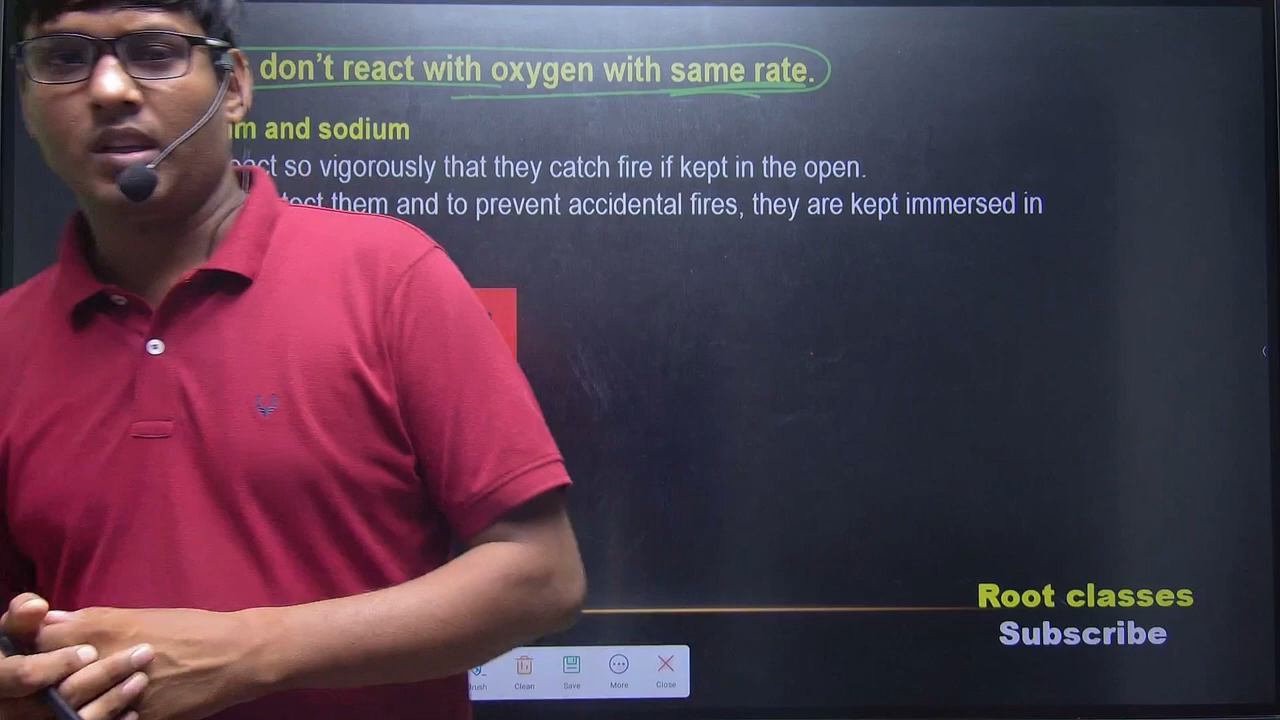 don't react with oxygen with same rate.
and sodium
so vigorously that they catch fire if kept in the open.
them and to prevent accidental fires, they are kept immersed in
Root classes
Subscribe
Clean Save More Close